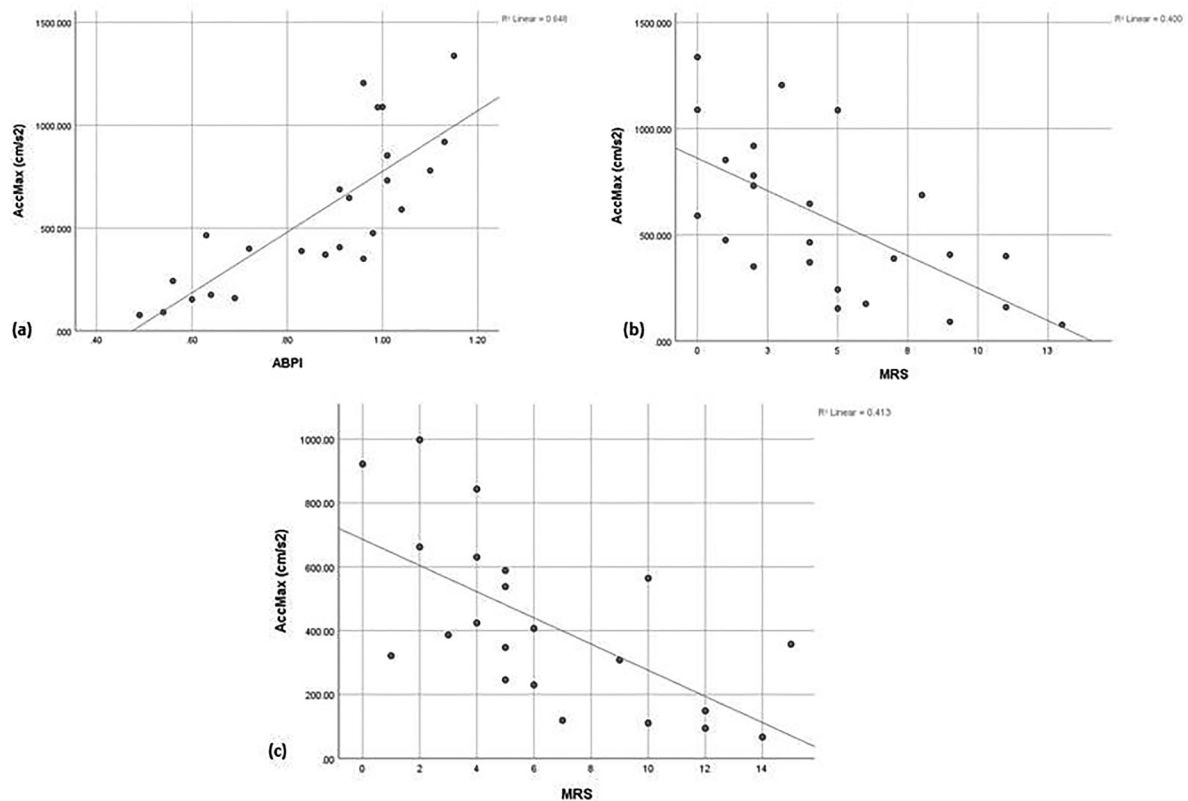 R² Linear = 0.648
1500.000
1000.000
500.000
.000
AccMax (cm/s2)
.40 .60 .80 1.00 1.20
ABPI
(a)
R² Linear = 0.400
1500.000
1000.000
500.000
.000
AccMax (cm/s2)
0 3 5 8 10 13
MRS
(b)
R² Linear = 0.413
1000.00
800.00
600.00
400.00
200.00
.00
AccMax (cm/s2)
0 2 4 6 8 10 12 14
MRS
(c)